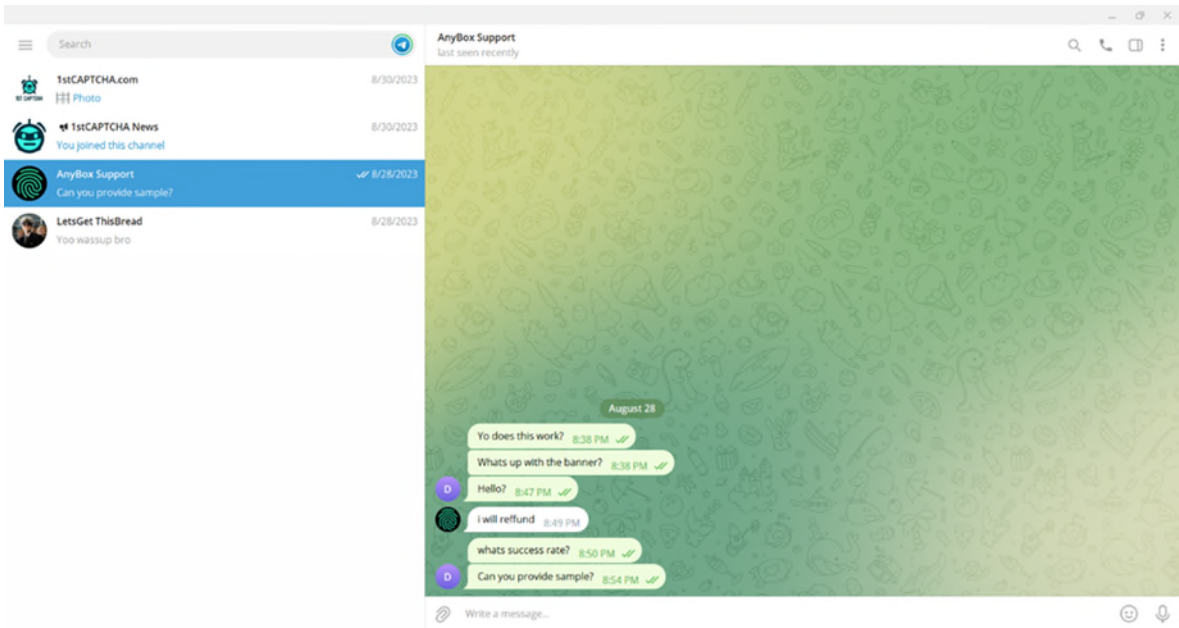 Search
1stCAPTCHA.com 8/30/2023
Photo
1stCAPTCHA News 8/30/2023
You joined this channel
AnyBox Support 8/28/2023
Can you provide sample?
LetsGet ThisBread 8/28/2023
Yoo wassup bro
AnyBox Support
last seen recently
August 28
Yo does this work? 8:38 PM
Whats up with the banner? 8:38 PM
D
Hello? 8:47 PM
i will reffund 8:49 PM
whats success rate? 8:50 PM
D
Can you provide sample? 8:54 PM
Write a message...